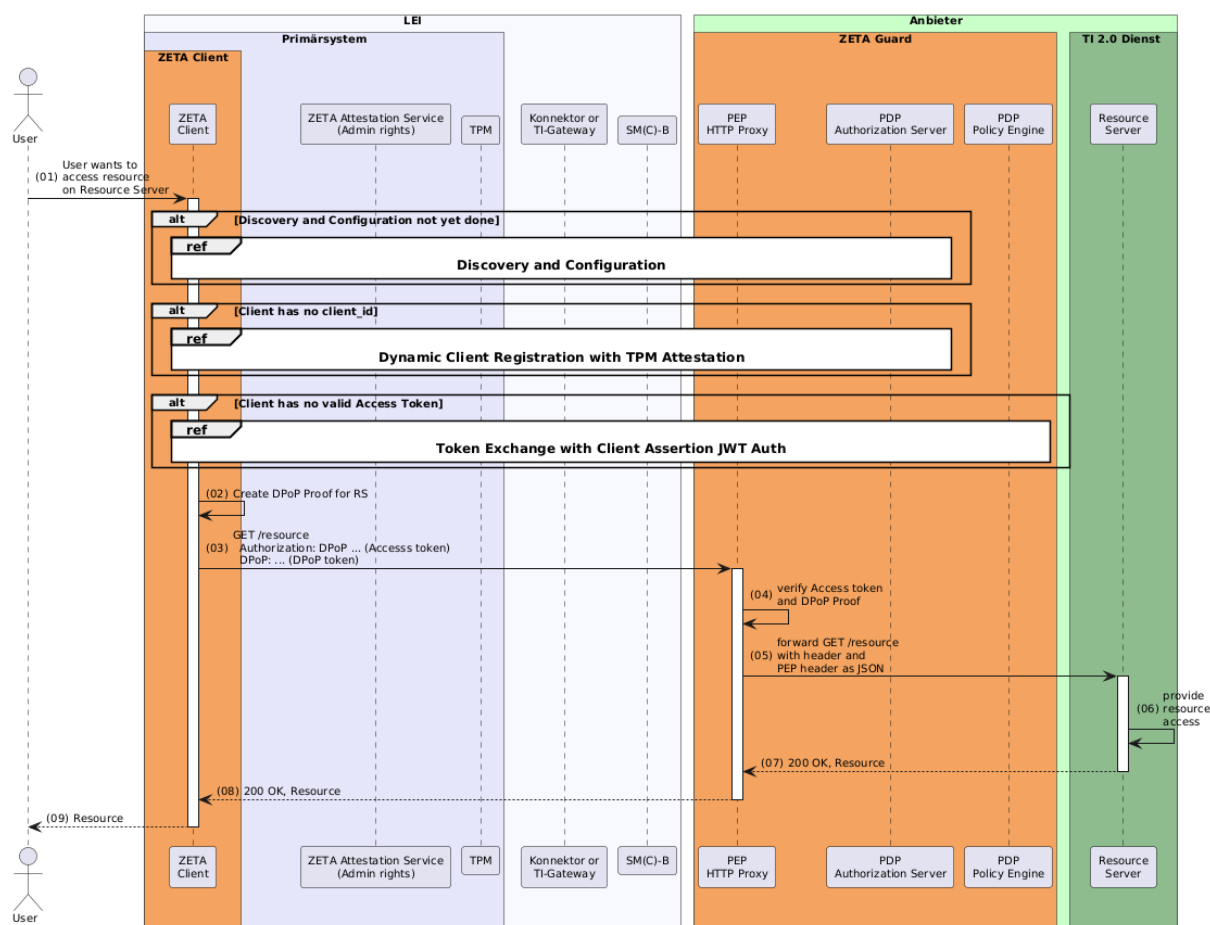 LEI
Anbieter
Primärsystem
ZETA Guard
TI 2.0 Dienst
ZETA Client
User
ZETA
Client
ZETA Attestation Service
(Admin rights)
TPM
Konnektor or
TI-Gateway
SM(C)-B
PEP
HTTP Proxy
PDP
Authorization Server
PDP
Policy Engine
Resource
Server
User wants to
(01) access resource
on Resource Server
alt [Discovery and Configuration not yet done]
ref
Discovery and Configuration
alt [Client has no client_id]
ref
Dynamic Client Registration with TPM Attestation
alt [Client has no valid Access Token]
ref
Token Exchange with Client Assertion JWT Auth
(02) Create DPoP Proof for RS
GET /resource
(03) Authorization: DPoP ... (Accesss token)
DPoP: ... (DPoP token)
(04) verify Access token
and DPoP Proof
forward GET /resource
(05) with header and
PEP header as JSON
provide
(06) resource
access
(07) 200 OK, Resource
(08) 200 OK, Resource
(09) Resource
User
ZETA
Client
ZETA Attestation Service
(Admin rights)
TPM
Konnektor or
TI-Gateway
SM(C)-B
PEP
HTTP Proxy
PDP
Authorization Server
PDP
Policy Engine
Resource
Server